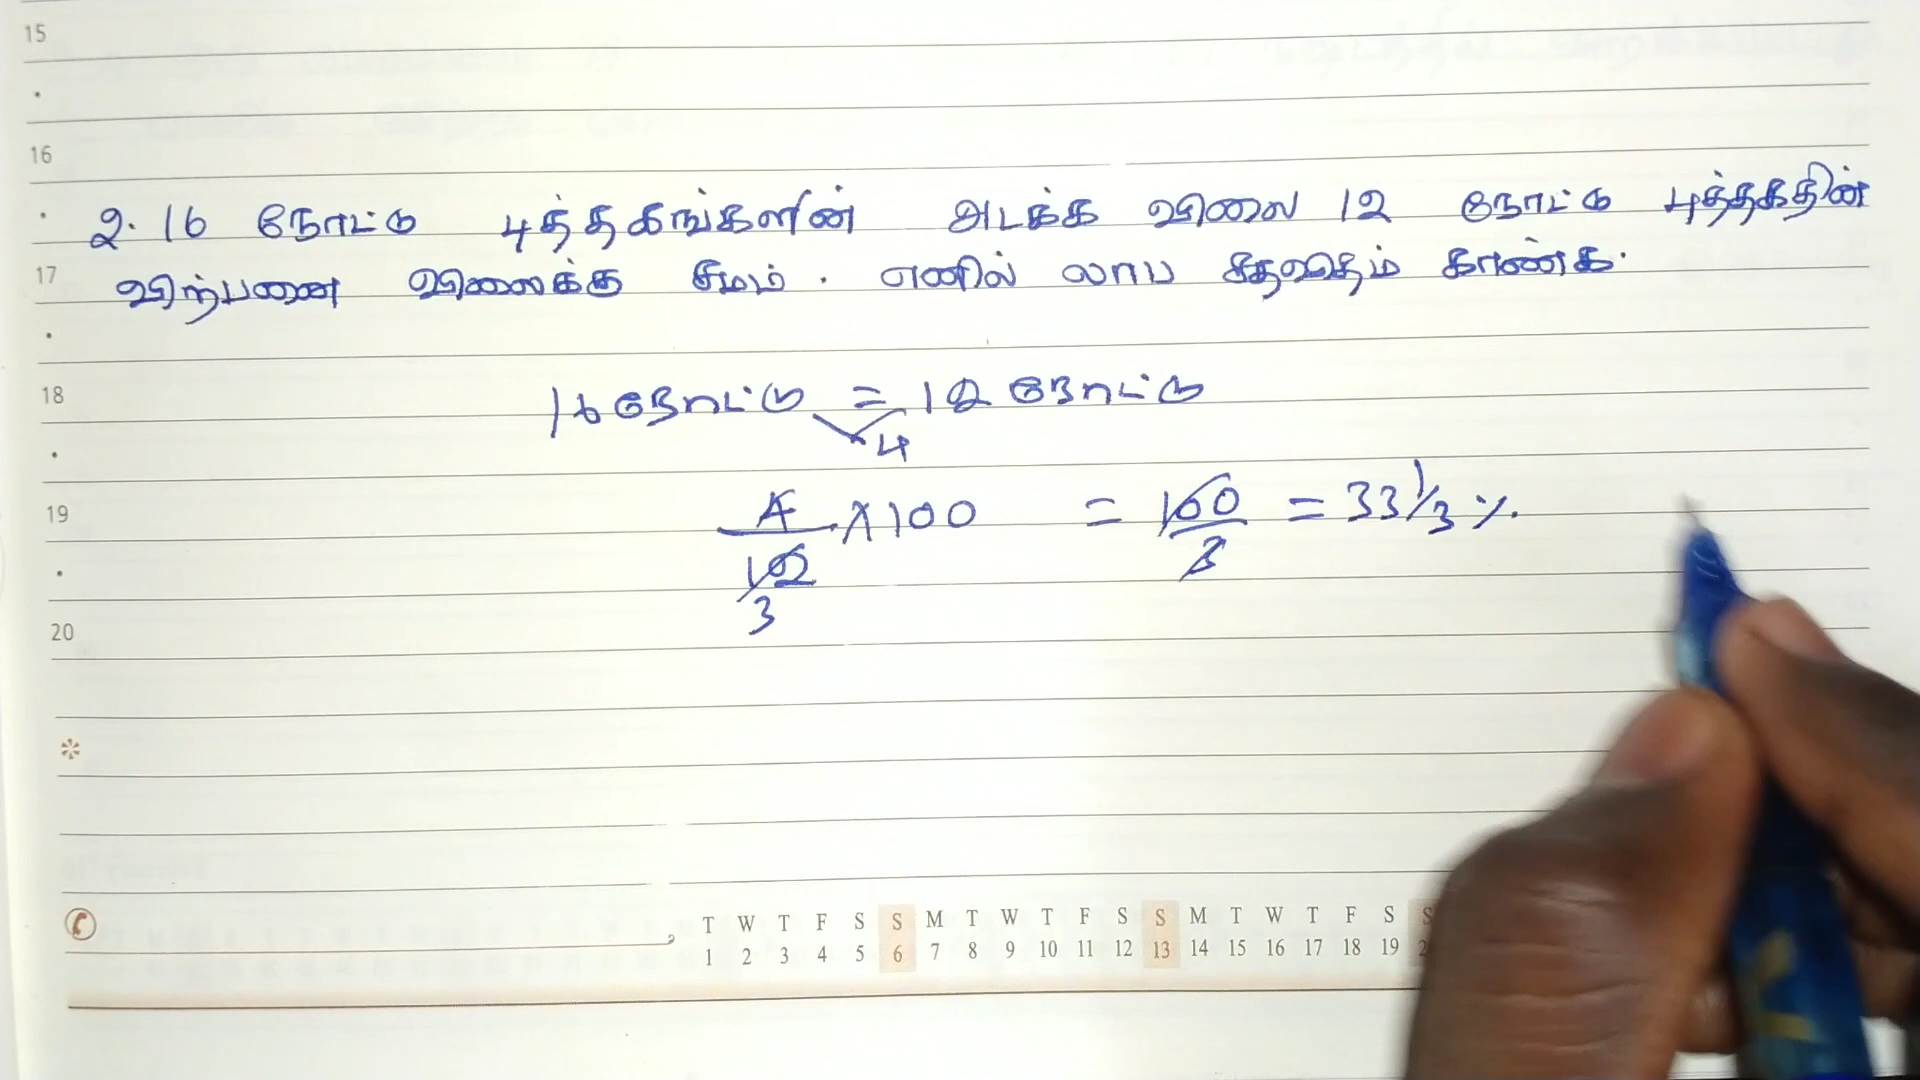 15
16
2. 16 நோட்டு புத்தகங்களின் அடக்க விலை 12 நோட்டு புத்தகதின்
17
விற்பனை விலைக்கு சமம். எனில் லாப சதவிதம் காண்க.
18
16 நோட்டு = 12 நோட்டு
4
19
4/12 × 100 = 100/3 = 33 1/3 %
3
20
T W T F S S M T W T F S S M T W T F S S
1 2 3 4 5 6 7 8 9 10 11 12 13 14 15 16 17 18 19 2